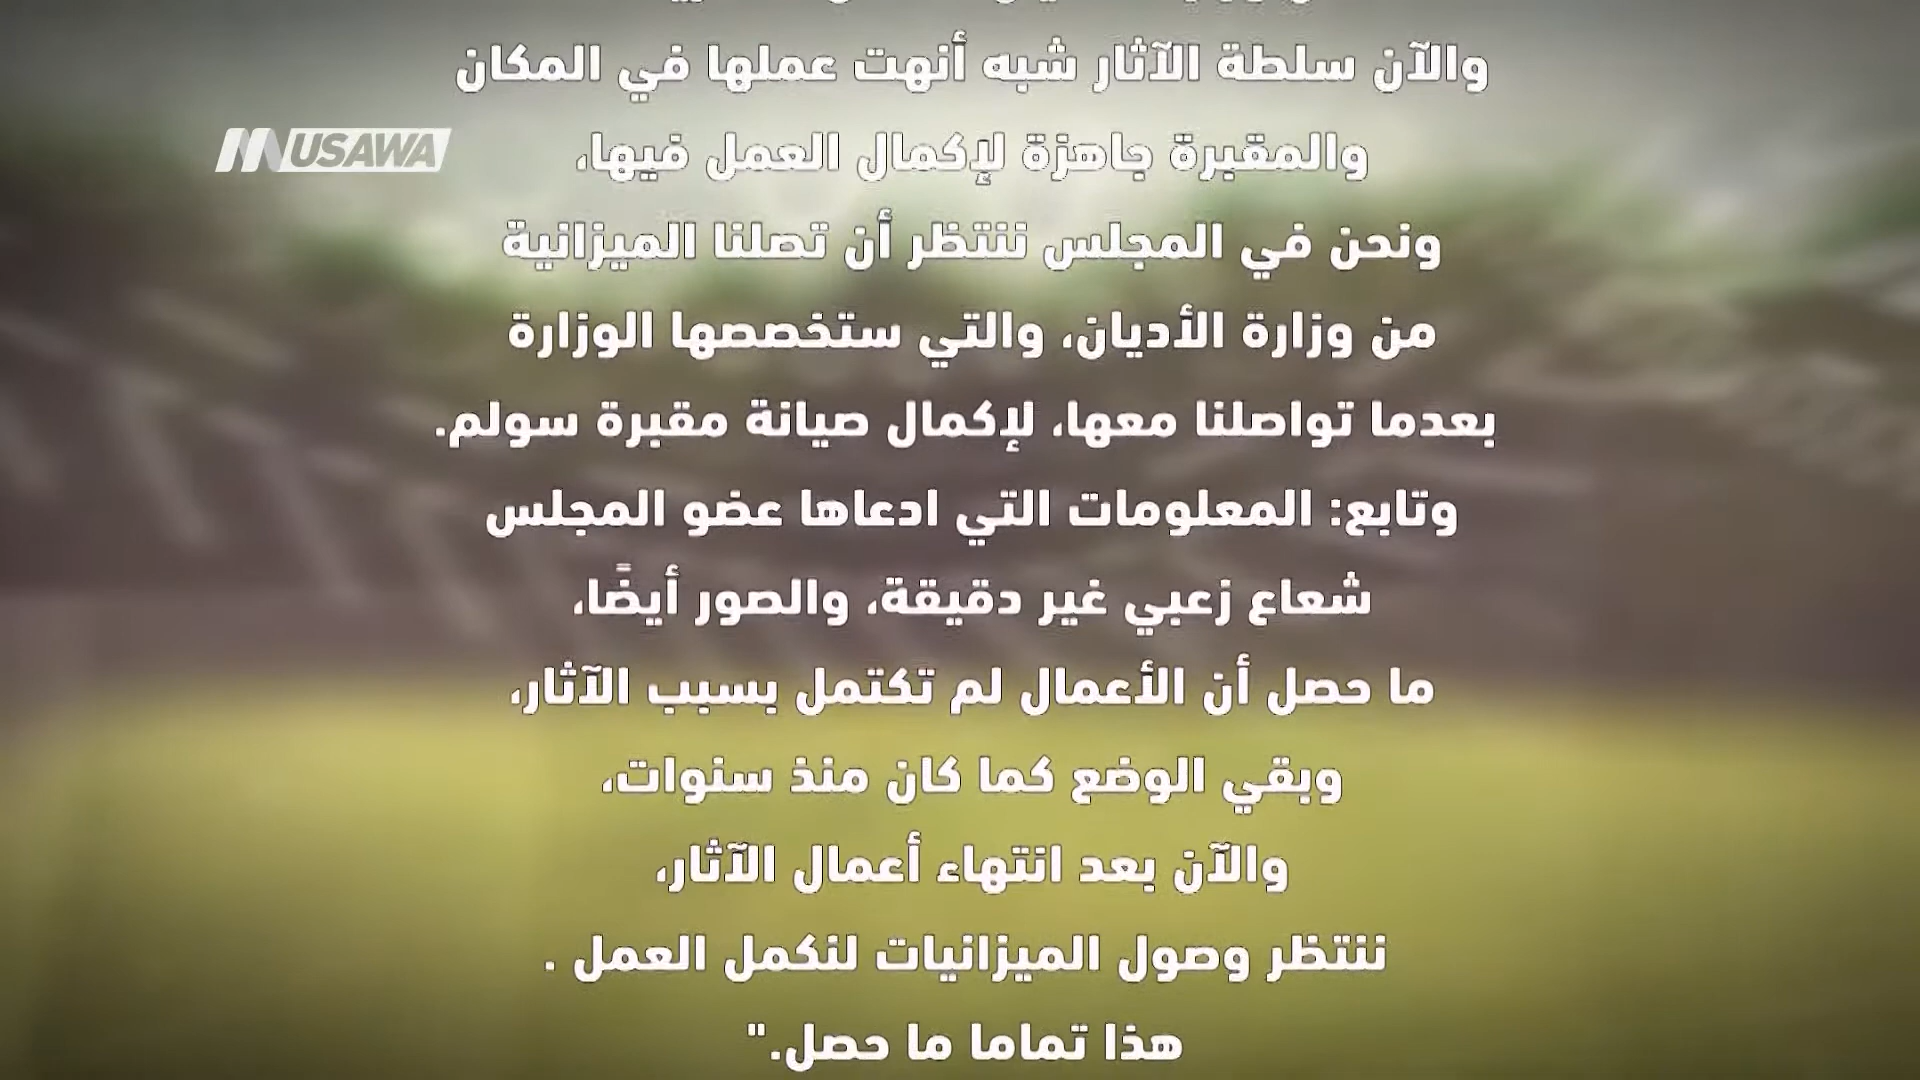 والآن سلطة الآثار شبه أنهت عملها في المكان
MUSAWA
والمقبرة جاهزة لإكمال العمل فيها،
ونحن في المجلس ننتظر أن تصلنا الميزانية
من وزارة الأديان، والتي ستخصصها الوزارة
بعدما تواصلنا معها، لإكمال صيانة مقبرة سولم.
وتابع: المعلومات التي ادعاها عضو المجلس
شعاع زعبي غير دقيقة، والصور أيضًا،
ما حصل أن الأعمال لم تكتمل بسبب الآثار،
وبقي الوضع كما كان منذ سنوات،
والآن بعد انتهاء أعمال الآثار،
ننتظر وصول الميزانيات لنكمل العمل .
هذا تماما ما حصل."